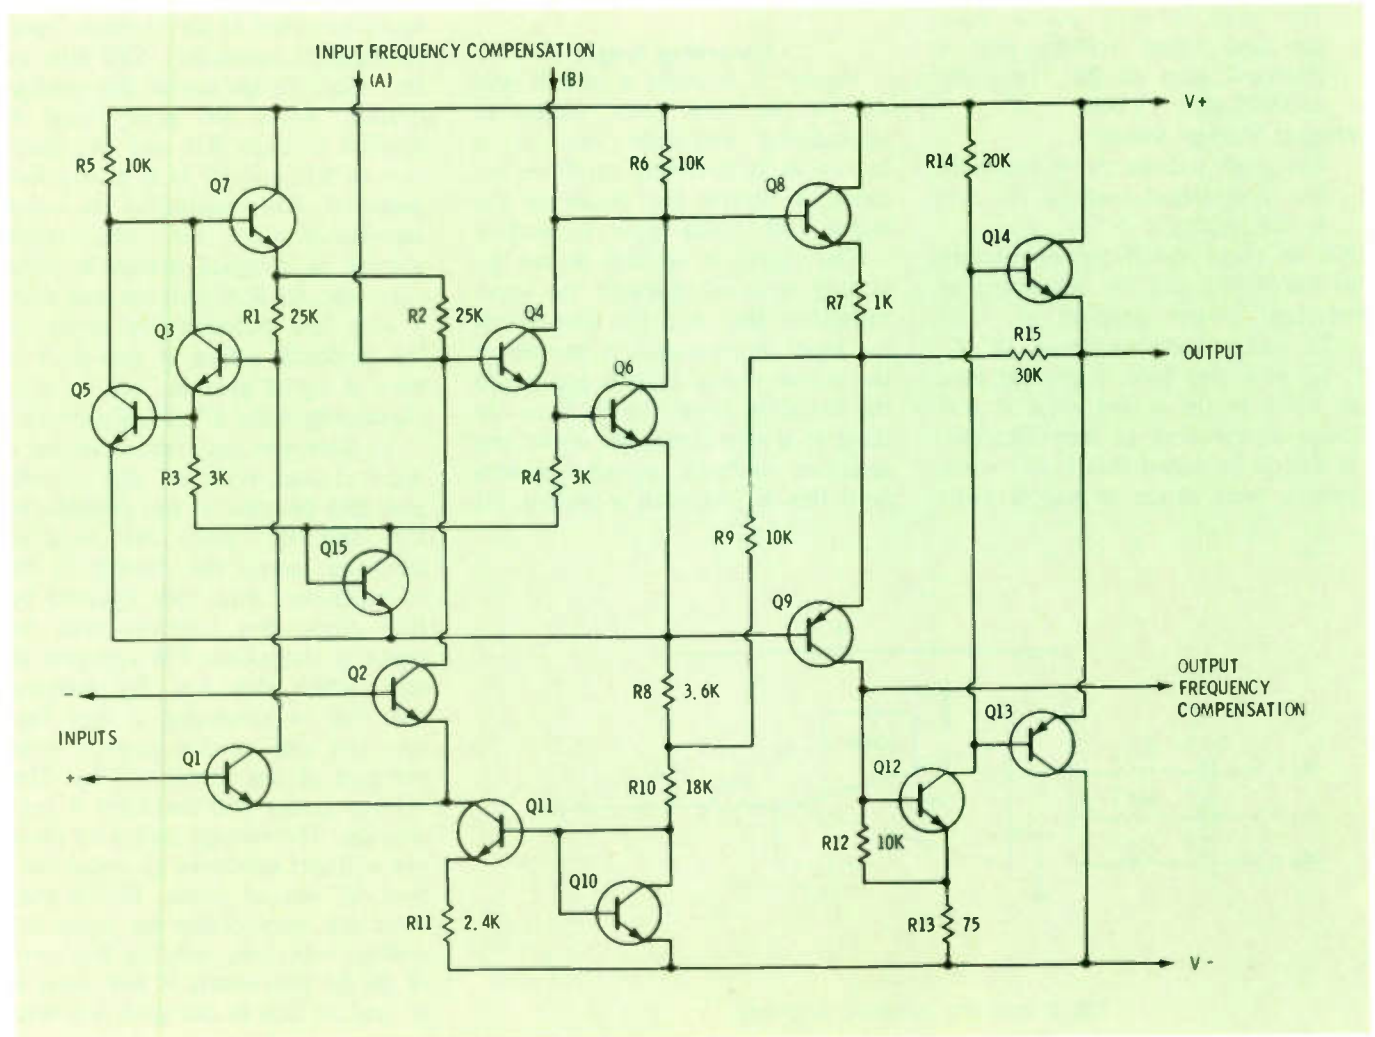 INPUT FREQUENCY COMPENSATION
(A)
(B)
V+
R5 10K
Q7
R6 10K
Q8
R14 20K
Q14
R1 25K
R2 25K
Q4
R7 1K
Q3
R15
30K
OUTPUT
Q5
Q6
R3 3K
R4 3K
Q15
R9 10K
Q9
Q2
R8 3.6K
OUTPUT
FREQUENCY
COMPENSATION
-
INPUTS
+
Q1
Q13
Q11
R10 18K
Q12
R12 10K
Q10
R11 2.4K
R13 75
V-